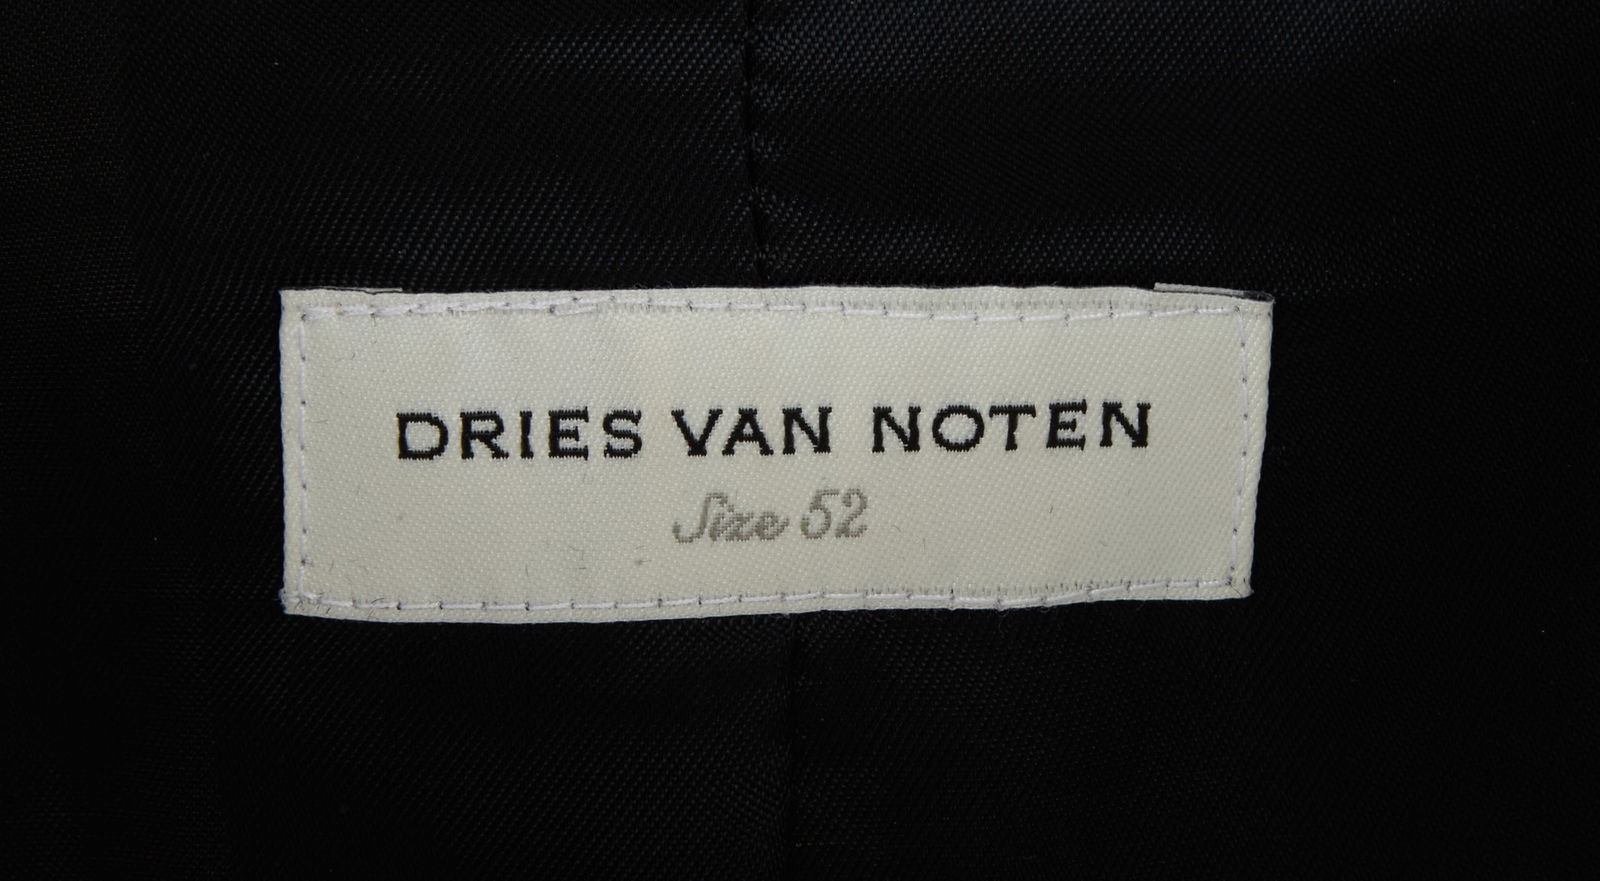 DRIES VAN NOTEN
Size 52